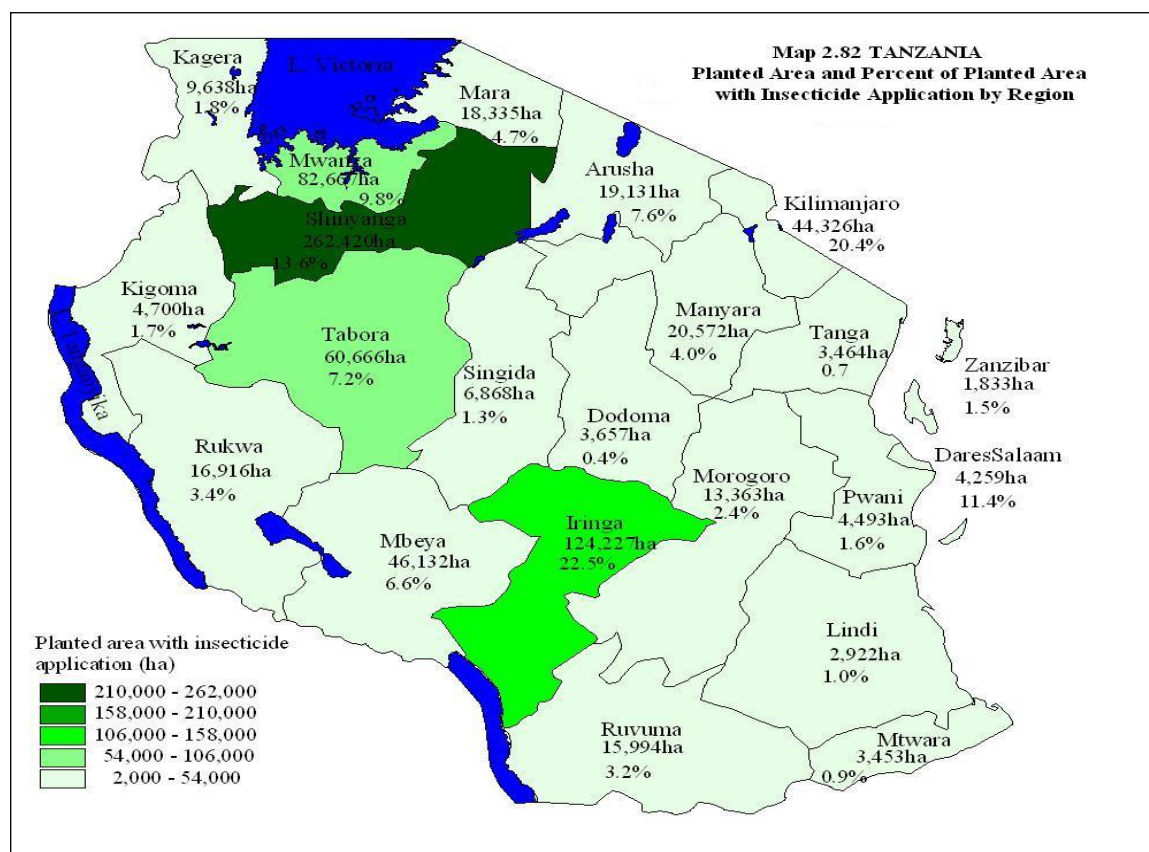 Map 2.82 TANZANIA
Planted Area and Percent of Planted Area
with Insecticide Application by Region
Kagera
9,638ha
1.8%
L. Victoria
Mara
18,335ha
4.7%
Mwanza
82,667ha
9.8%
Arusha
19,131ha
7.6%
Kilimanjaro
44,326ha
20.4%
Shinyanga
262,420ha
13.6%
Kigoma
4,700ha
1.7%
L. Tanganyika
Tabora
60,666ha
7.2%
Singida
6,868ha
1.3%
Manyara
20,572ha
4.0%
Tanga
3,464ha
0.7
Zanzibar
1,833ha
1.5%
Dodoma
3,657ha
0.4%
Rukwa
16,916ha
3.4%
Morogoro
13,363ha
2.4%
Pwani
4,493ha
1.6%
DaresSalaam
4,259ha
11.4%
Mbeya
46,132ha
6.6%
Iringa
124,227ha
22.5%
Lindi
2,922ha
1.0%
Ruvuma
15,994ha
3.2%
Mtwara
3,453ha
0.9%
Planted area with insecticide
application (ha)
210,000 - 262,000
158,000 - 210,000
106,000 - 158,000
54,000 - 106,000
2,000 - 54,000